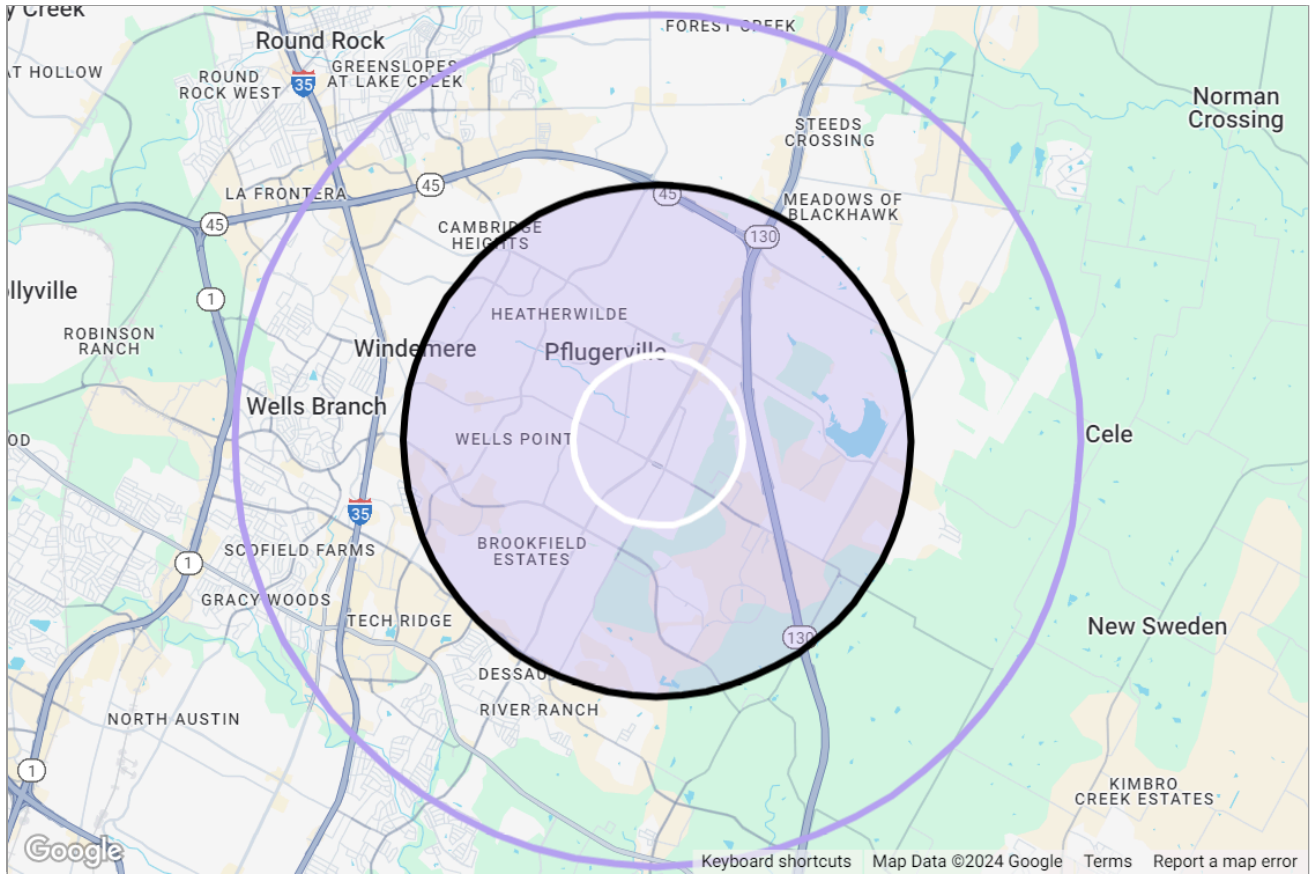 y Creek
FOREST CREEK
Round Rock
GREENSLOPES
AT LAKE CREEK
AT HOLLOW
ROUND
ROCK WEST
35
Norman
Crossing
STEEDS
CROSSING
LA FRONTERA
45
45
MEADOWS OF
BLACKHAWK
45
CAMBRIDGE
HEIGHTS
130
ollyville
1
HEATHERWILDE
ROBINSON
RANCH
Windemere
Pflugerville
Wells Branch
OD
WELLS POINT
Cele
35
SCOFIELD FARMS
BROOKFIELD
ESTATES
1
GRACY WOODS
TECH RIDGE
New Sweden
130
DESSAU
RIVER RANCH
NORTH AUSTIN
1
KIMBRO
CREEK ESTATES
Google
Keyboard shortcuts Map Data ©2024 Google Terms Report a map error